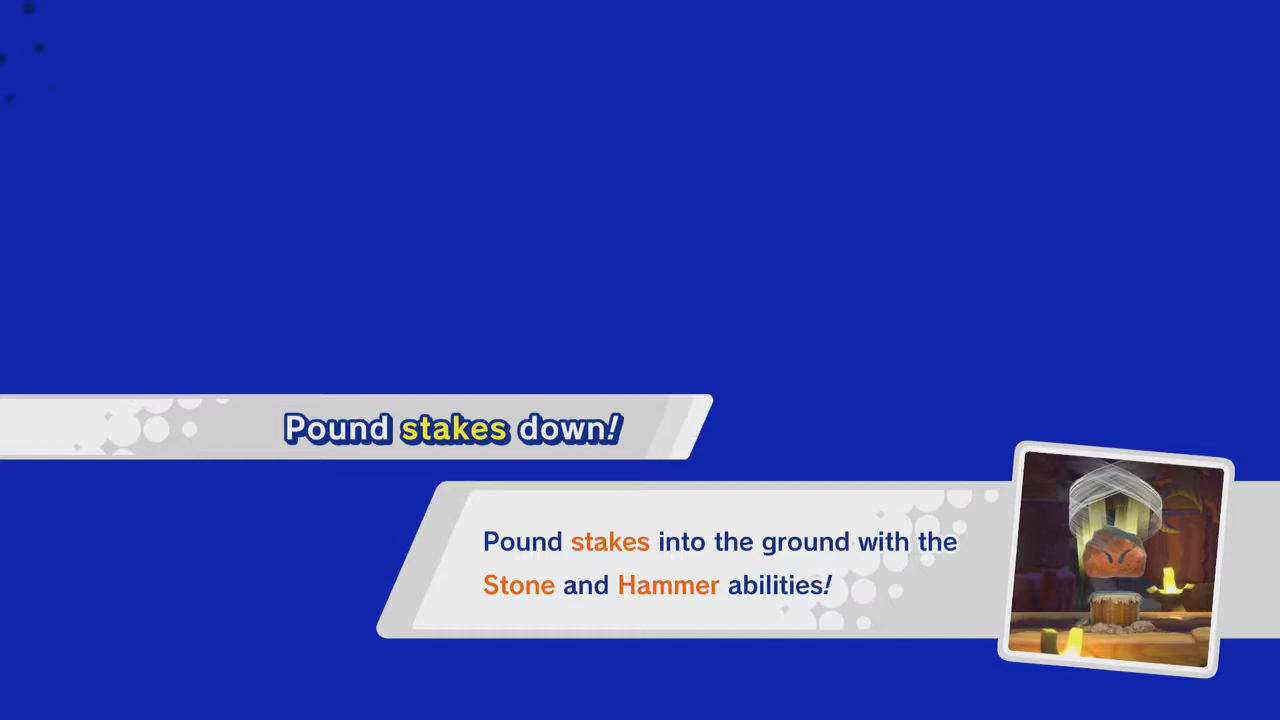 Pound stakes down!
Pound stakes into the ground with the
Stone and Hammer abilities!